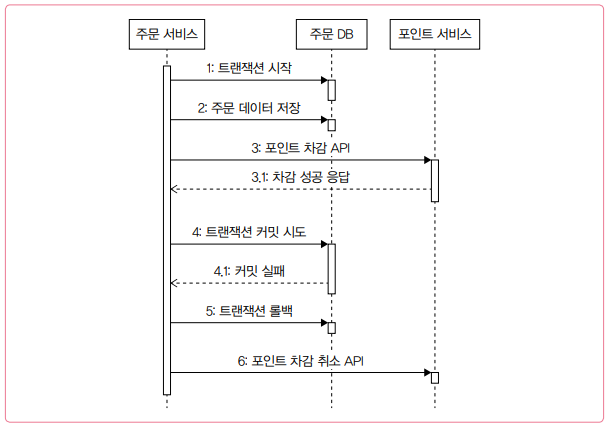 주문 서비스
주문 DB
포인트 서비스
1: 트랜잭션 시작
2: 주문 데이터 저장
3: 포인트 차감 API
3.1: 차감 성공 응답
4: 트랜잭션 커밋 시도
4.1: 커밋 실패
5: 트랜잭션 롤백
6: 포인트 차감 취소 API